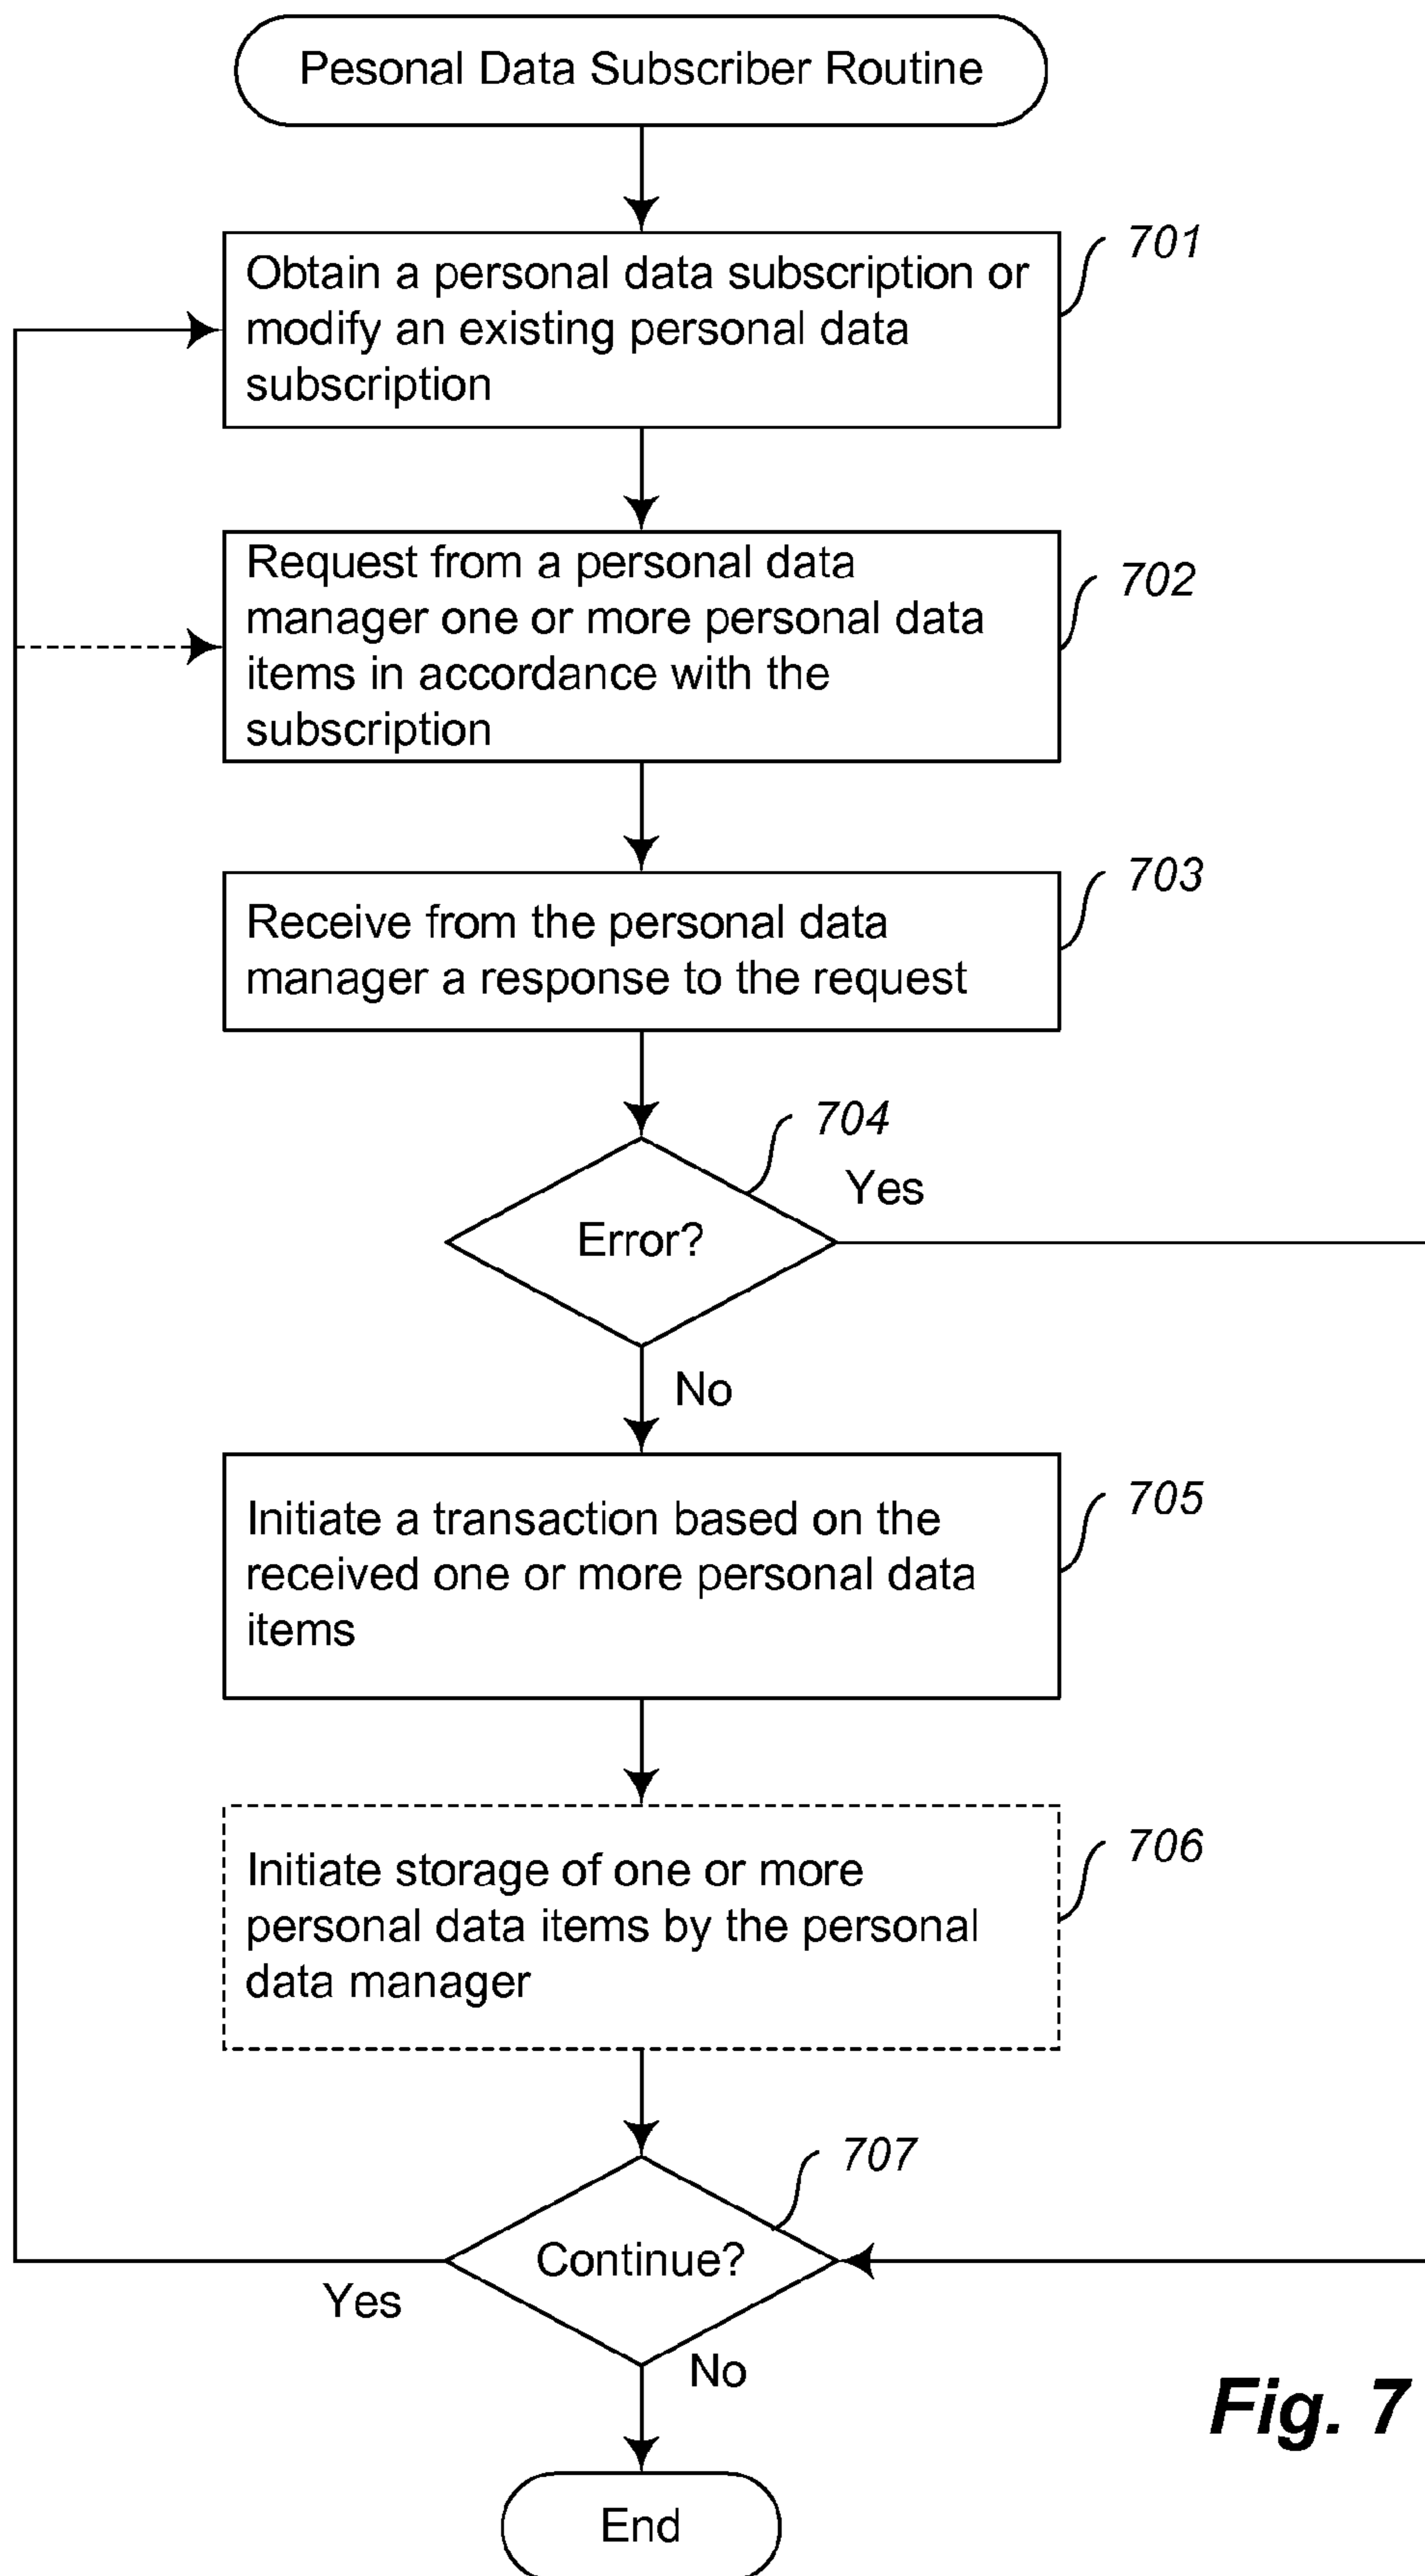 Pesonal Data Subscriber Routine
701
Obtain a personal data subscription or
modify an existing personal data
subscription
702
Request from a personal data
manager one or more personal data
items in accordance with the
subscription
703
Receive from the personal data
manager a response to the request
704
Yes
Error?
No
705
Initiate a transaction based on the
received one or more personal data
items
706
Initiate storage of one or more
personal data items by the personal
data manager
707
Continue?
Yes
No
Fig. 7
End